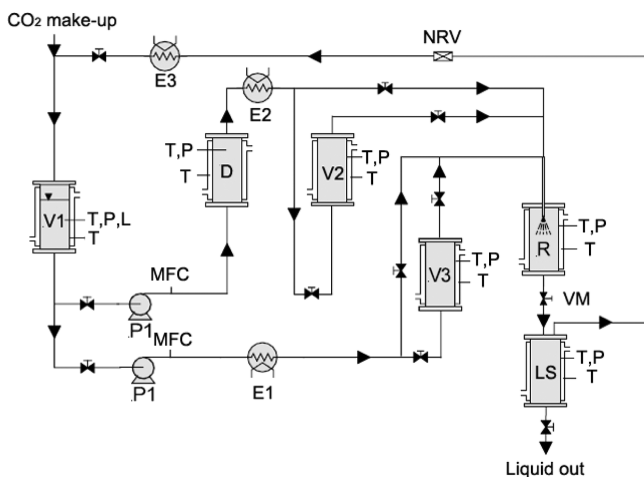 CO₂ make-up
NRV
E3
E2
T,P
T
D
V2
T,P
T
V1
T,P,L
T
T,P
T
R
T,P
T
V3
MFC
P1
VM
MFC
P1
E1
LS
T,P
T
Liquid out